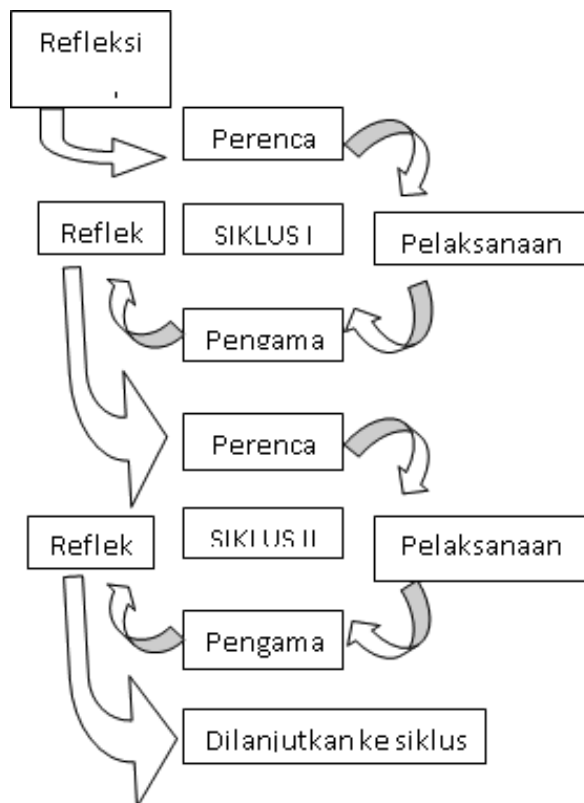 Refleksi
Perenca
Reflek
SIKLUS I
Pelaksanaan
Pengama
Perenca
Reflek
SIKLUS II
Pelaksanaan
Pengama
Dilanjutkan ke siklus